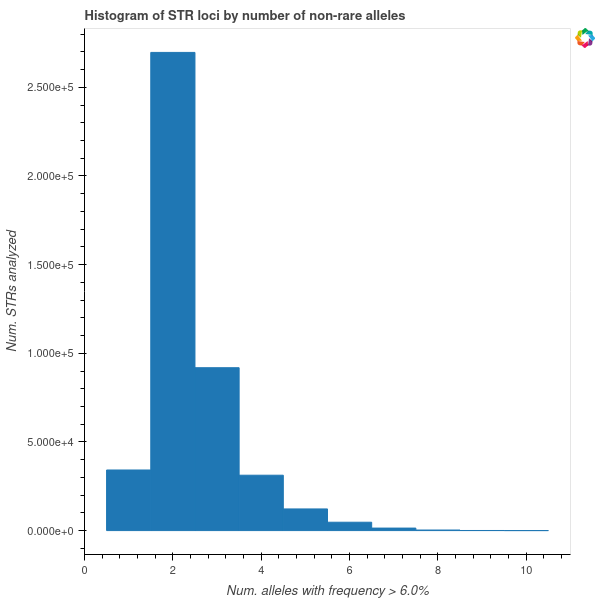 Histogram of STR loci by number of non-rare alleles
Num. STRs analyzed
2.500e+5
2.000e+5
1.500e+5
1.000e+5
5.000e+4
0.000e+0
0 2 4 6 8 10
Num. alleles with frequency > 6.0%